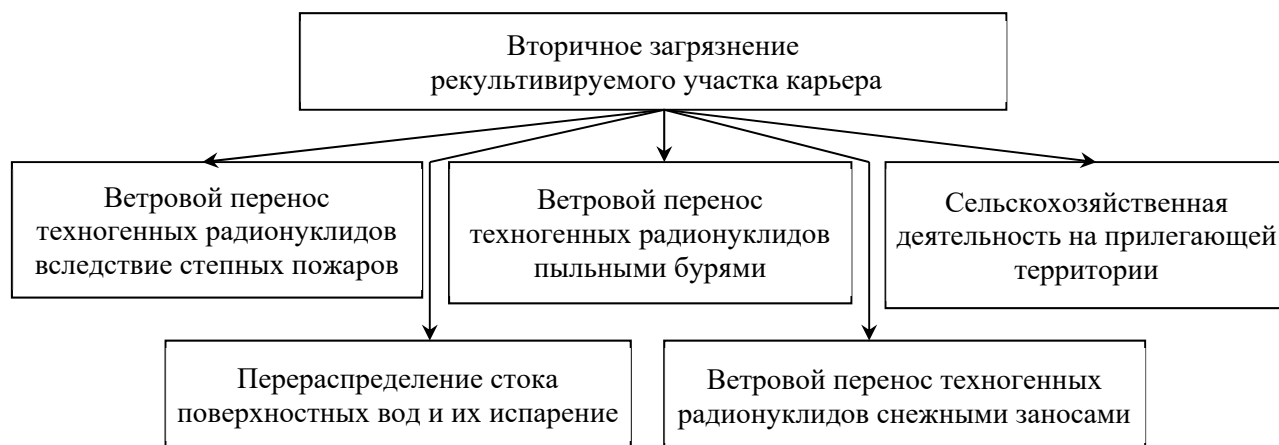 Вторичное загрязнение
рекультивируемого участка карьера
Ветровой перенос
техногенных радионуклидов
вследствие степных пожаров
Ветровой перенос
техногенных радионуклидов
пыльными бурями
Сельскохозяйственная
деятельность на прилегающей
территории
Перераспределение стока
поверхностных вод и их испарение
Ветровой перенос техногенных
радионуклидов снежными заносами